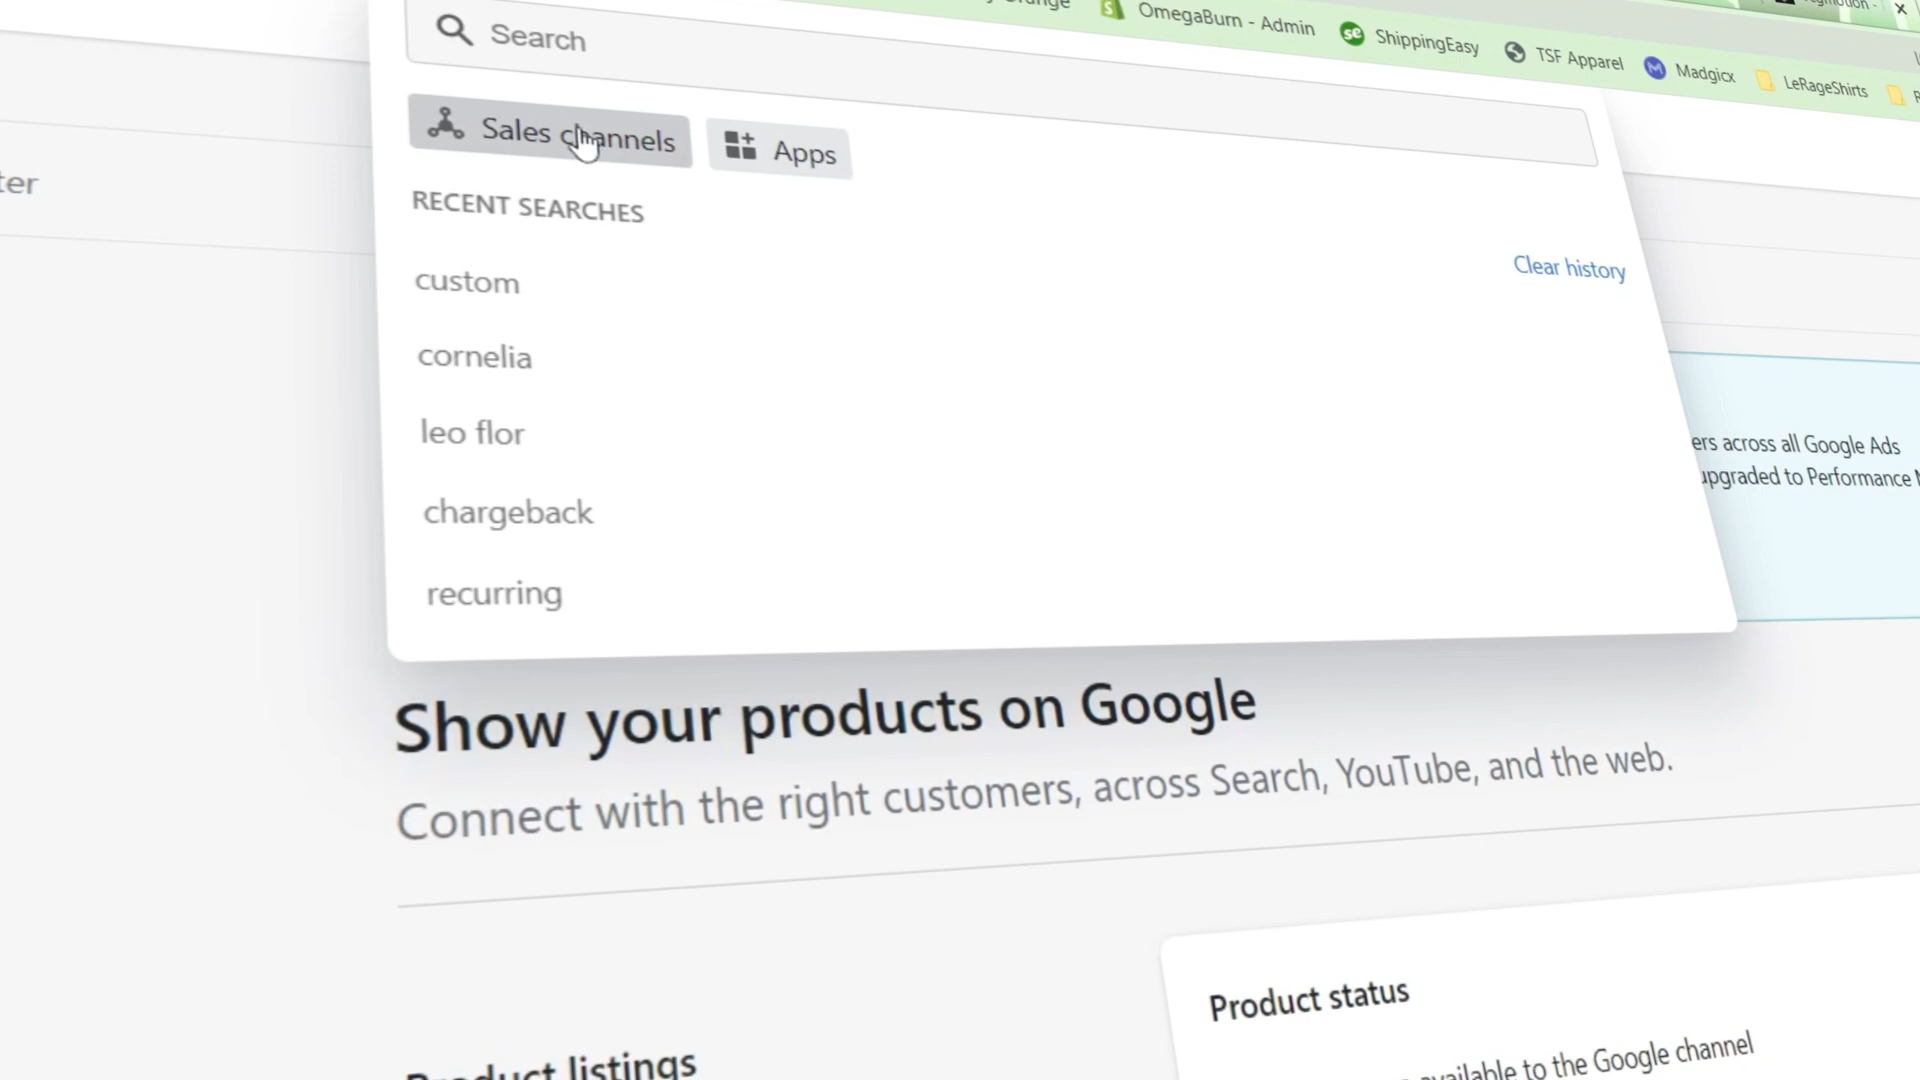 OmegaBurn - Admin
ShippingEasy
TSF Apparel
Madgicx
LeRageShirts
Search
Sales channels
Apps
RECENT SEARCHES
Clear history
custom
cornelia
leo flor
chargeback
recurring
ter
ers across all Google Ads
upgraded to Performance
Show your products on Google
Connect with the right customers, across Search, YouTube, and the web.
Product status
available to the Google channel
Product listings